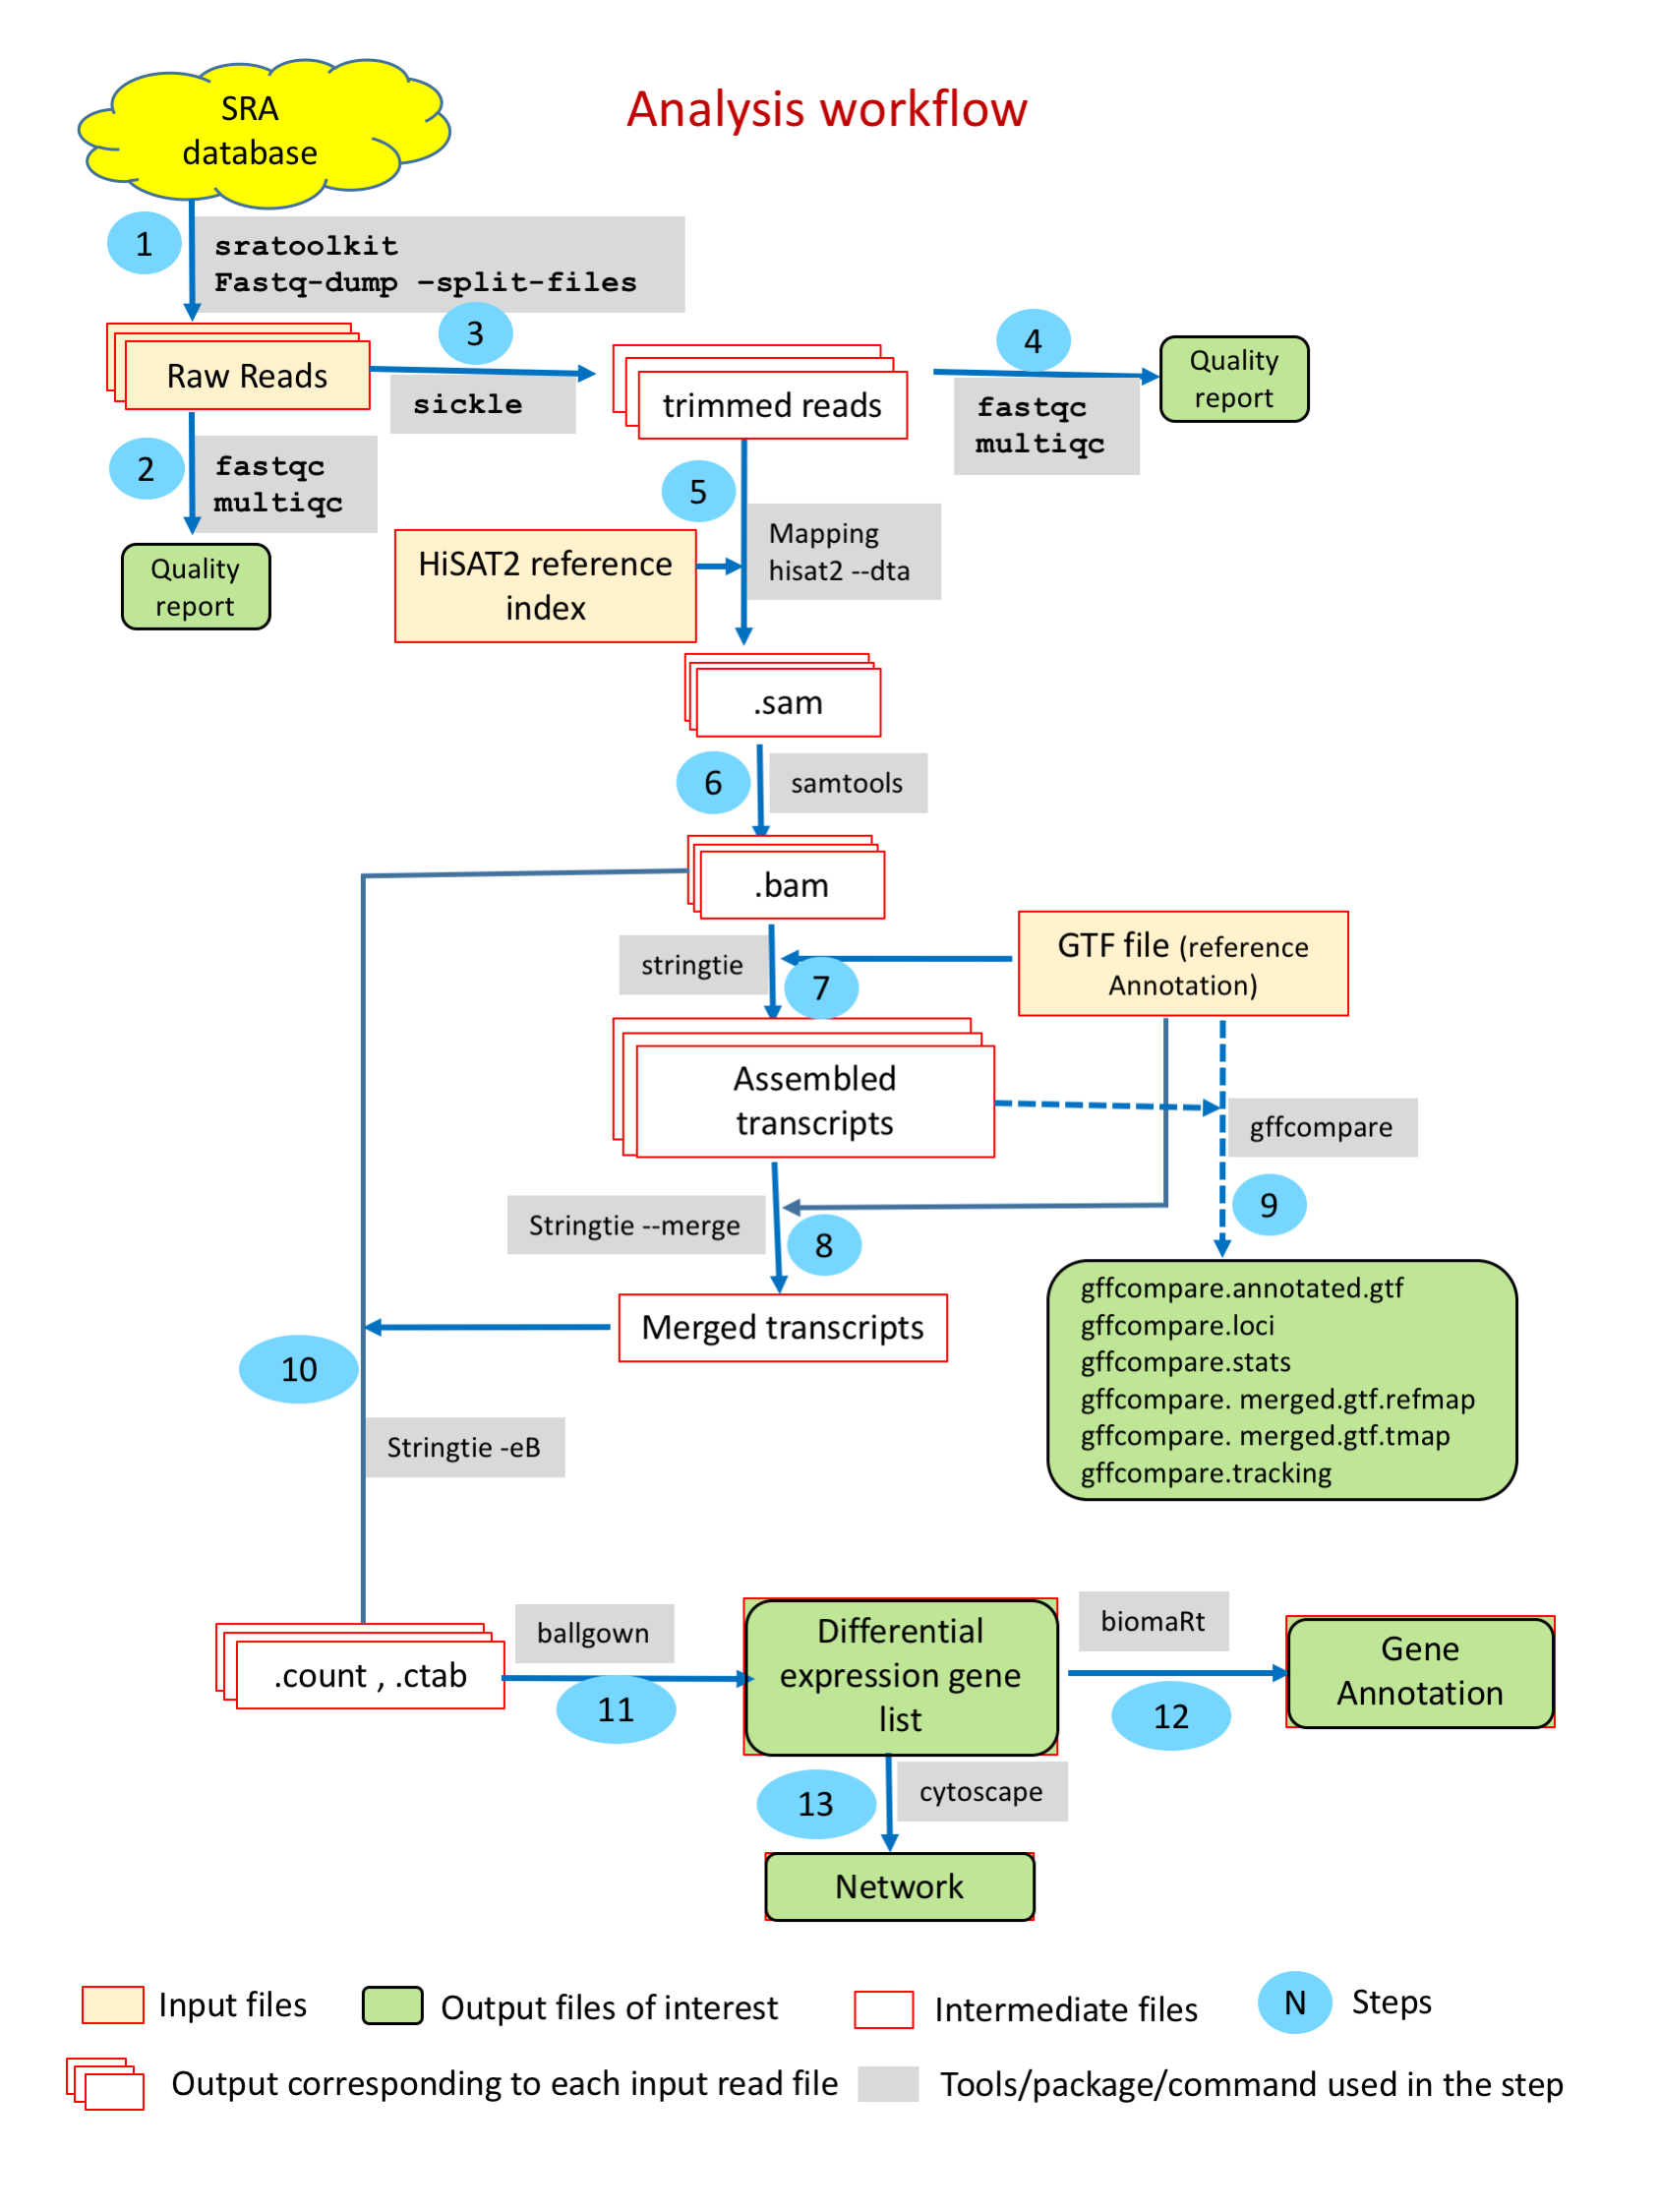 Analysis workflow
SRA
database
1
sratoolkit
Fastq-dump –split-files
3
4
Raw Reads
sickle
trimmed reads
fastqc
multiqc
Quality
report
2
fastqc
multiqc
5
Quality
report
HiSAT2 reference
index
Mapping
hisat2 --dta
.sam
6
samtools
.bam
stringtie
7
GTF file (reference
Annotation)
Assembled
transcripts
gffcompare
9
Stringtie --merge
8
Merged transcripts
gffcompare.annotated.gtf
gffcompare.loci
gffcompare.stats
gffcompare. merged.gtf.refmap
gffcompare. merged.gtf.tmap
gffcompare.tracking
10
Stringtie -eB
.count , .ctab
ballgown
11
Differential
expression gene
list
biomaRt
12
Gene
Annotation
13
cytoscape
Network
Input files
Output files of interest
Intermediate files
N
Steps
Output corresponding to each input read file
Tools/package/command used in the step